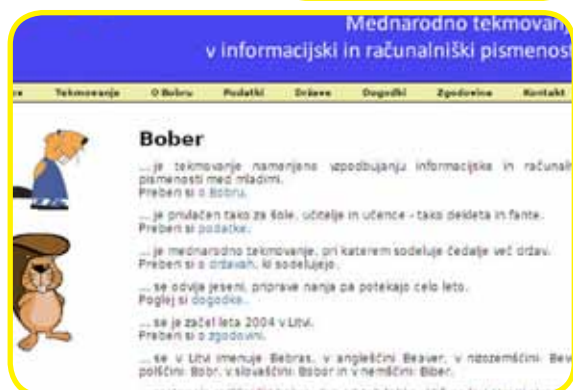 Mednarodno tekmovanj
v informacijski in računalniški pismenost
Tekmovanje O Bobru Podatki Države Dogodki Zgodovina Kontakt
Bober
... je tekmovanje namenjeno vzpodbujanju informacijske in računaln
pismenosti med mladimi.
Preberi si o Bobru.
... je privlačen tako za šole, učitelje in učence - tako dekleta in fante.
Preberi si podatke.
... je mednarodno tekmovanje, pri katerem sodeluje čedalje več držav.
Preberi si o državah, ki sodelujejo.
... se odvija jeseni, priprave nanja pa potekajo celo leto.
Poglej si dogodke.
... se je začel leta 2004 v Litvi.
Preberi si o zgodovini.
... se v Litvi imenuje Bebras, v angleščini Beaver, v nizozemščini Bev
poljščini Bobr, v slovaščini Bobor in v nemščini Biber.